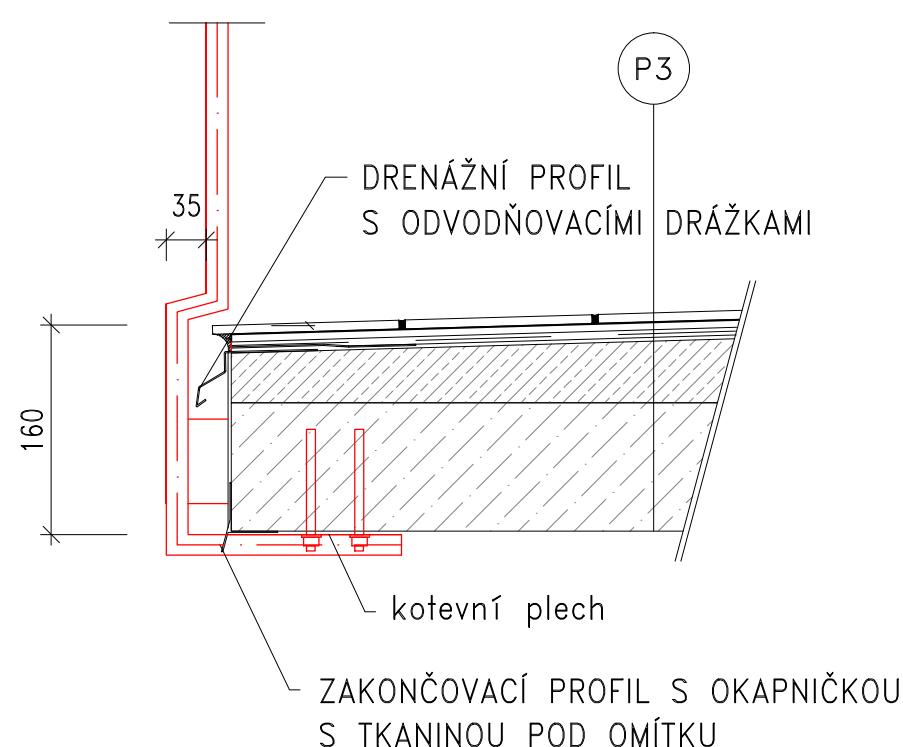 P3
DRENÁŽNÍ PROFIL
S ODVODŇOVACÍMI DRÁŽKAMI
35
160
kotevní plech
ZAKONČOVACÍ PROFIL S OKAPNIČKOU
S TKANINOU POD OMÍTKU